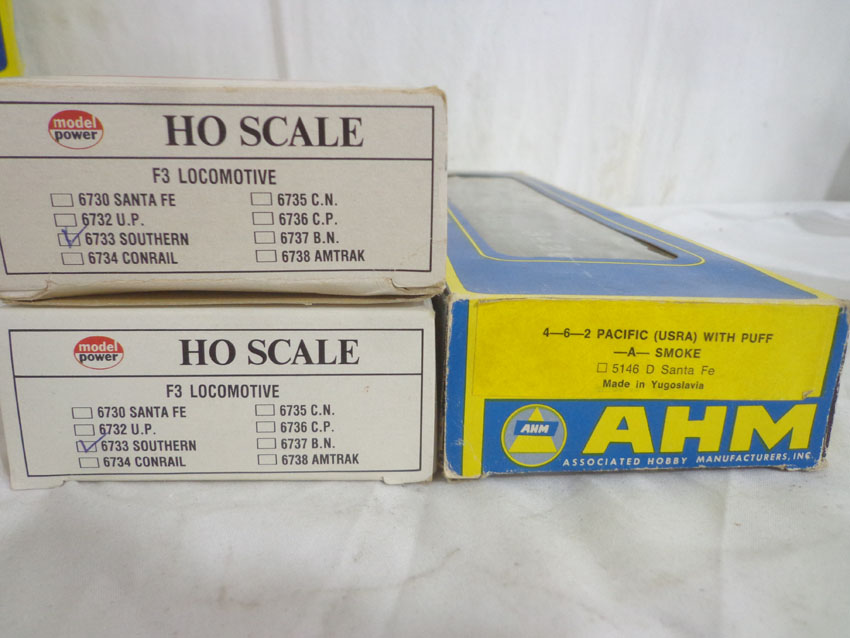 model
power
HO SCALE
F3 LOCOMOTIVE
6730 SANTA FE
6732 U.P.
6733 SOUTHERN
6734 CONRAIL
6735 C.N.
6736 C.P.
6737 B.N.
6738 AMTRAK
model
power
HO SCALE
F3 LOCOMOTIVE
6730 SANTA FE
6732 U.P.
6733 SOUTHERN
6734 CONRAIL
6735 C.N.
6736 C.P.
6737 B.N.
6738 AMTRAK
4—6—2 PACIFIC (USRA) WITH PUFF
—A— SMOKE
5146 D Santa Fe
Made in Yugoslavia
AHM
AHM
ASSOCIATED HOBBY MANUFACTURERS, INC.